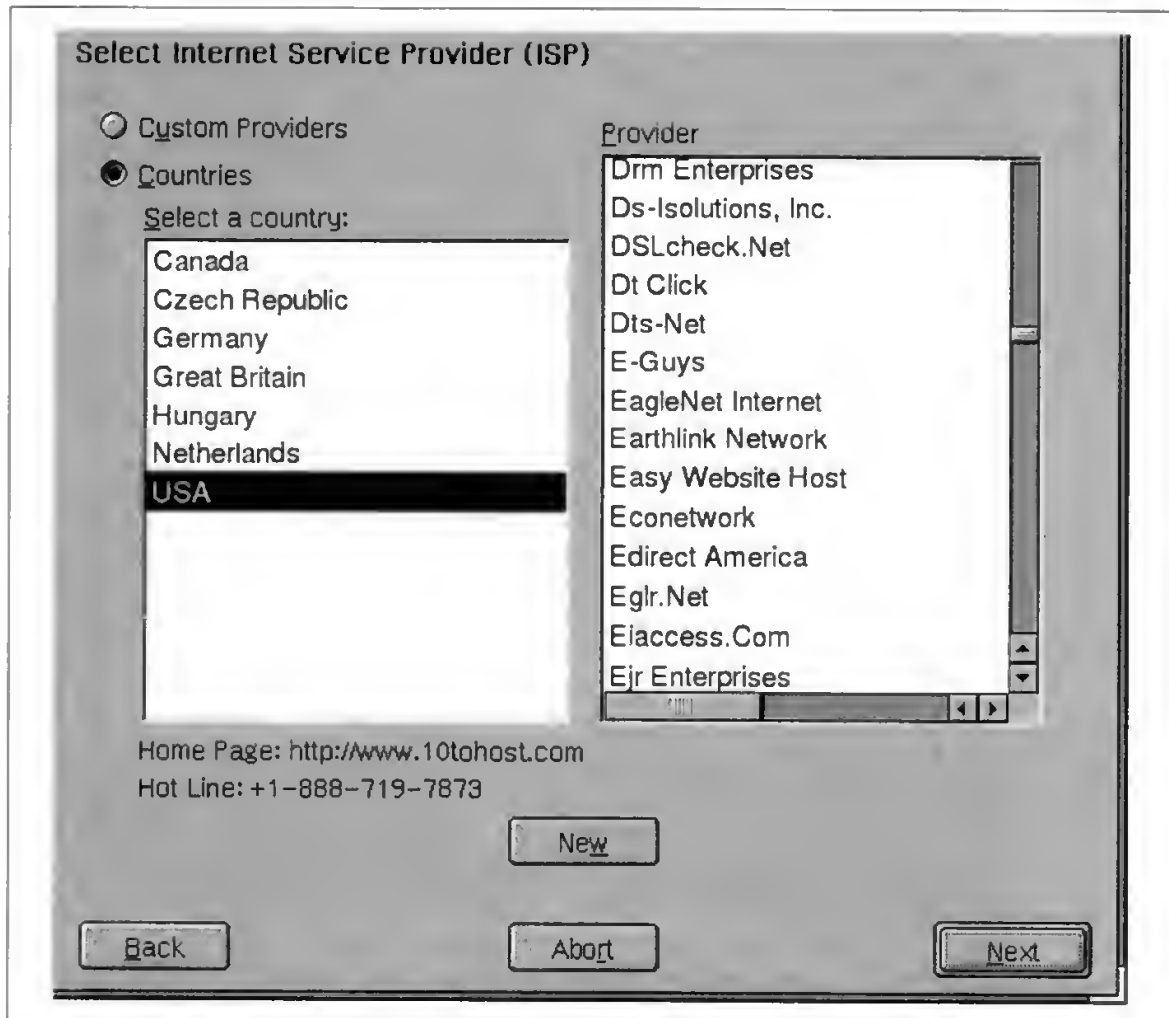 Select Internet Service Provider (ISP)
Custom Providers
Countries
Select a country:
Canada
Czech Republic
Germany
Great Britain
Hungary
Netherlands
USA
Provider
Drm Enterprises
Ds-Isolutions, Inc.
DSLcheck.Net
Dt Click
Dts-Net
E-Guys
EagleNet Internet
Earthlink Network
Easy Website Host
Econetwork
Edirect America
Eglr.Net
Eiaccess.Com
Ejr Enterprises
Home Page: http://www.10tohost.com
Hot Line: +1-888-719-7873
New
Back
Abort
Next